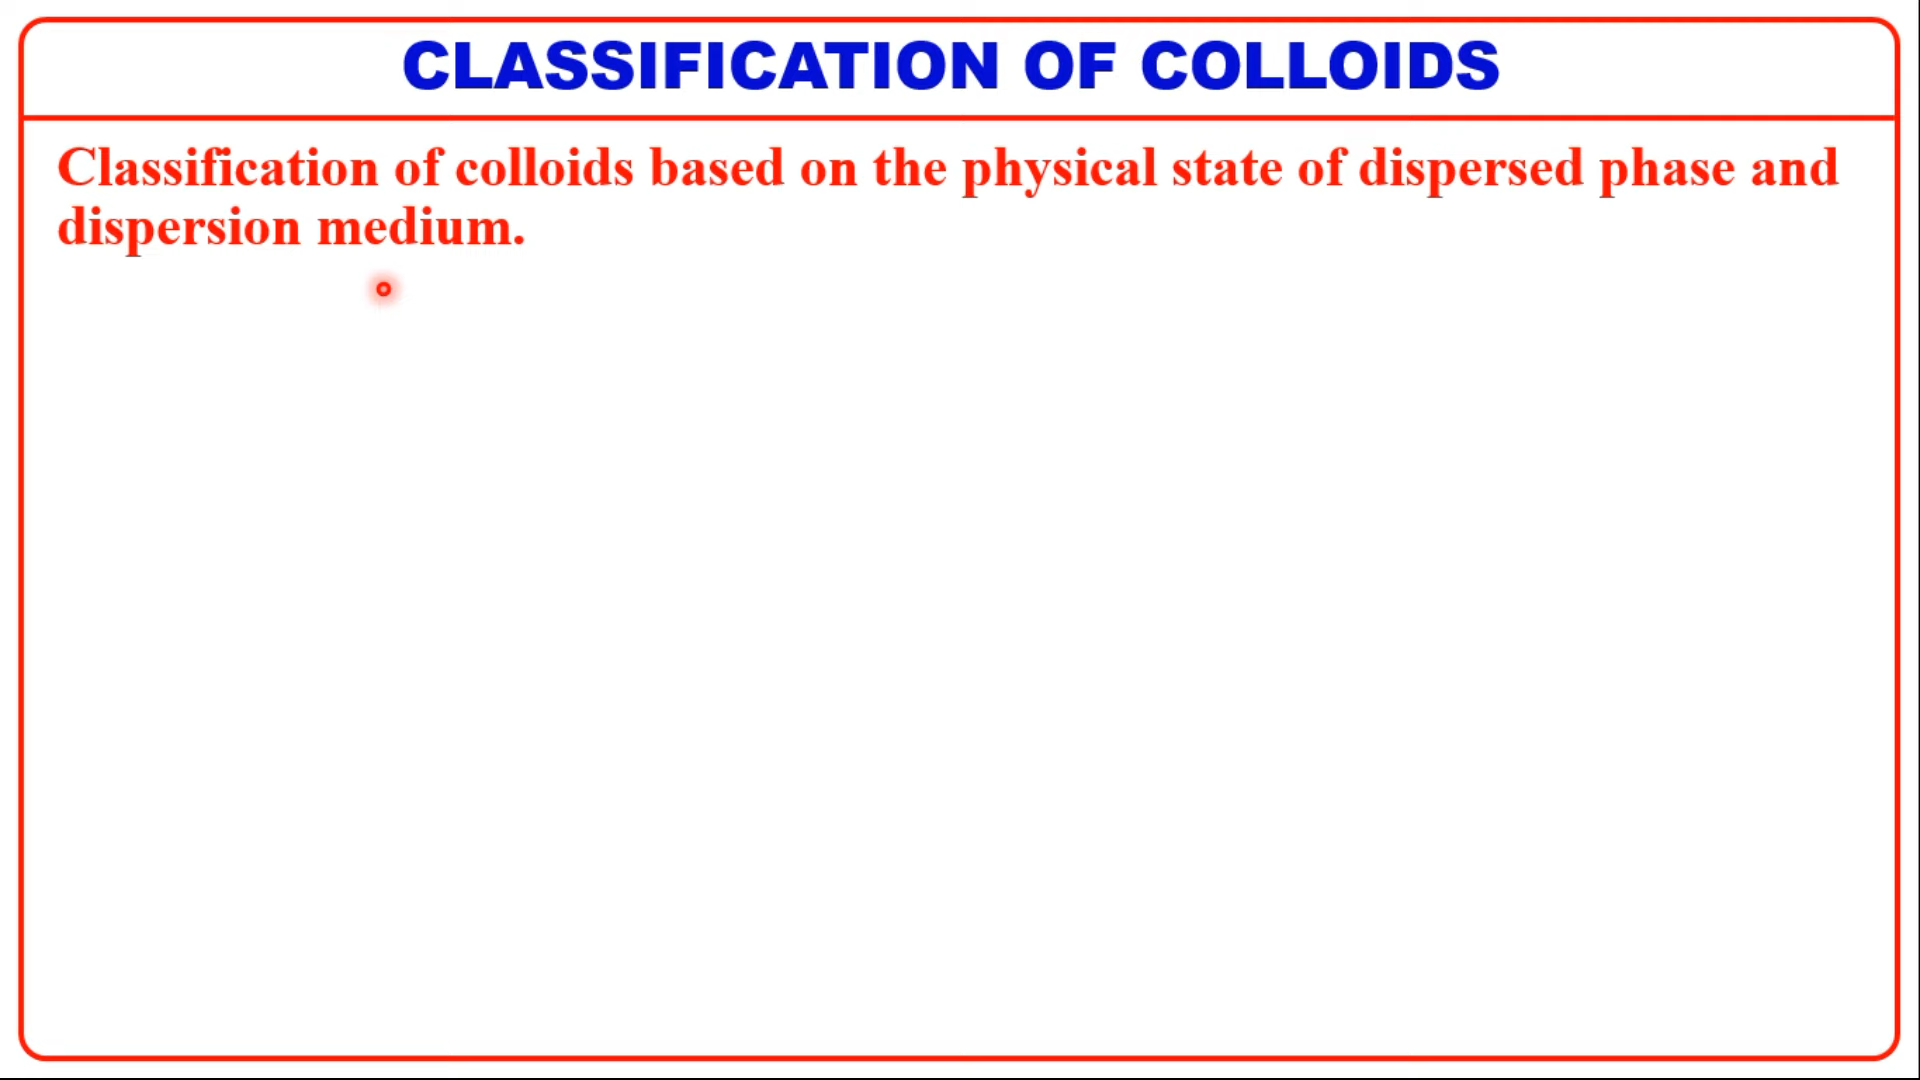 CLASSIFICATION OF COLLOIDS
Classification of colloids based on the physical state of dispersed phase and
dispersion medium.